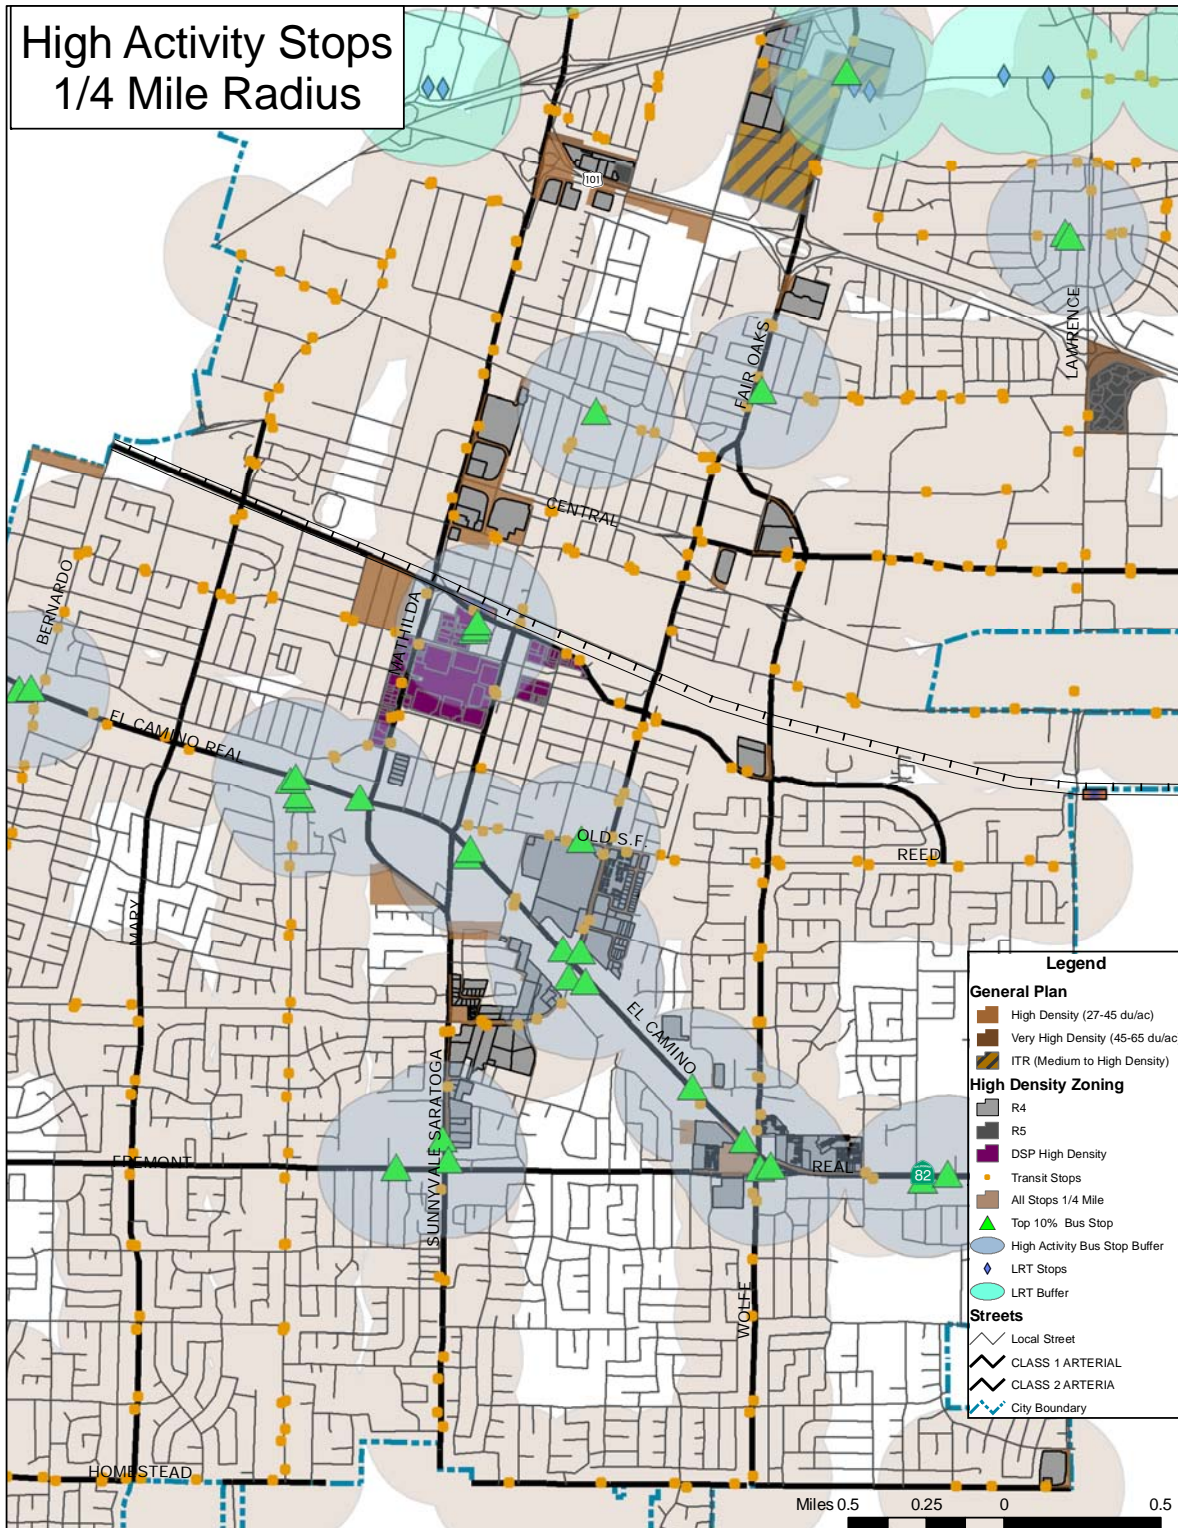 High Activity Stops
1/4 Mile Radius
101
LAWRENCE
FAIR OAKS
CENTRAL
BERNARDO
MATHILDA
EL CAMINO REAL
OLD S.F.
REED
MARY
EL CAMINO
SUNNYVALE SARATOGA
FREMONT
REAL
82
WOLFE
HOMESTEAD
Legend
General Plan
High Density (27-45 du/ac)
Very High Density (45-65 du/ac
ITR (Medium to High Density)
High Density Zoning
R4
R5
DSP High Density
Transit Stops
All Stops 1/4 Mile
Top 10% Bus Stop
High Activity Bus Stop Buffer
LRT Stops
LRT Buffer
Streets
Local Street
CLASS 1 ARTERIAL
CLASS 2 ARTERIA
City Boundary
Miles 0.5 0.25 0 0.5